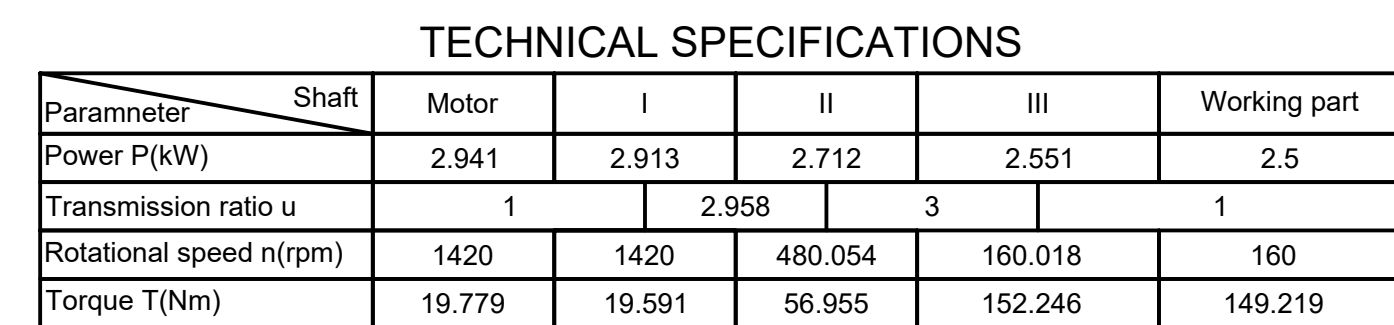 TECHNICAL SPECIFICATIONS
Shaft
Paramneter
Motor I II III Working part
Power P(kW) 2.941 2.913 2.712 2.551 2.5
Transmission ratio u 1 2.958 3 1
Rotational speed n(rpm) 1420 1420 480.054 160.018 160
Torque T(Nm) 19.779 19.591 56.955 152.246 149.219